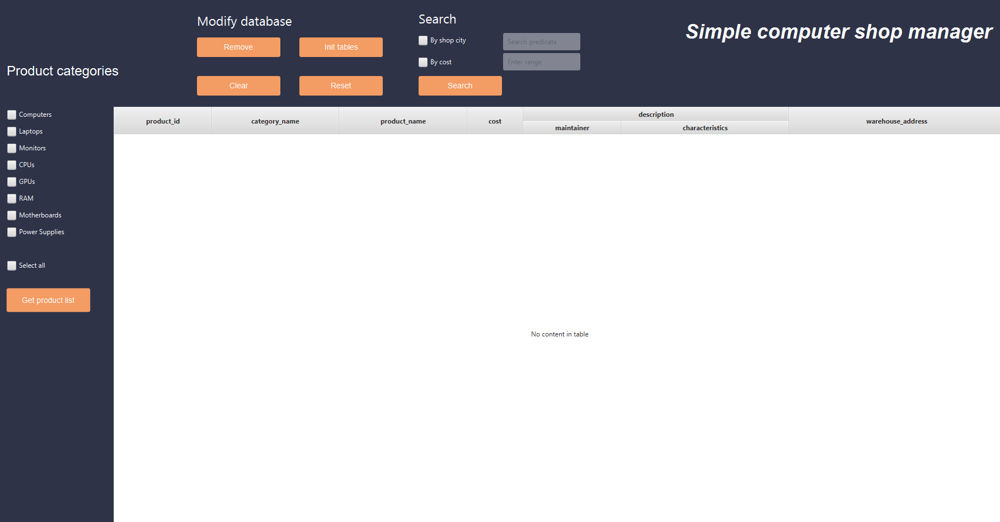 Modify database
Search
Simple computer shop manager
Remove
Init tables
By shop city
Search predicate
By cost
Enter range
Product categories
Clear
Reset
Search
Computers
Laptops
Monitors
CPUs
GPUs
RAM
Motherboards
Power Supplies
Select all
Get product list
product_id
category_name
product_name
cost
description
maintainer
characteristics
warehouse_address
No content in table